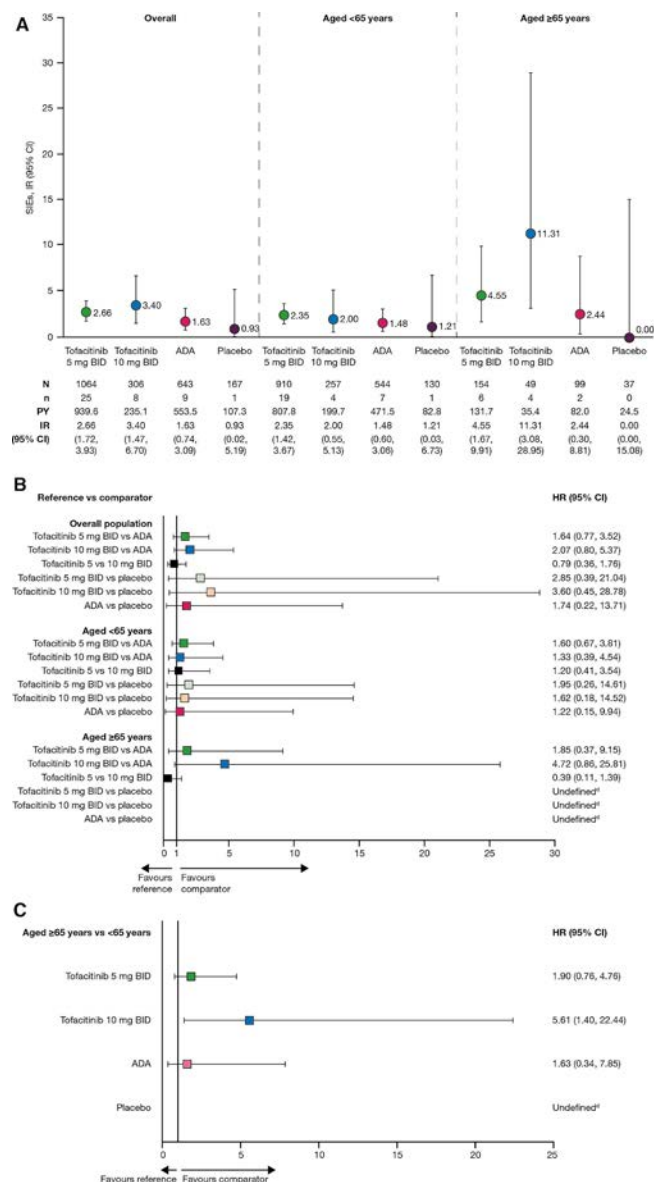 A
Overall
Aged <65 years
Aged ≥65 years
SIEs, IR (95% CI)
35
30
25
20
15
10
5
0
2.66
3.40
1.63
0.93
2.35
2.00
1.48
1.21
4.55
11.31
2.44
0.00
Tofacitinib 5 mg BID
Tofacitinib 10 mg BID
ADA
Placebo
Tofacitinib 5 mg BID
Tofacitinib 10 mg BID
ADA
Placebo
Tofacitinib 5 mg BID
Tofacitinib 10 mg BID
ADA
Placebo
N 1064 306 643 167 910 257 544 130 154 49 99 37
n 25 8 9 1 19 4 7 1 6 4 2 0
PY 939.6 235.1 553.5 107.3 807.8 199.7 471.5 82.8 131.7 35.4 82.0 24.5
IR 2.66 3.40 1.63 0.93 2.35 2.00 1.48 1.21 4.55 11.31 2.44 0.00
(95% CI) (1.72, (1.47, (0.74, (0.02, (1.42, (0.55, (0.60, (0.03, (1.67, (3.08, (0.30, (0.00,
3.93) 6.70) 3.09) 5.19) 3.67) 5.13) 3.06) 6.73) 9.91) 28.95) 8.81) 15.08)
B
Reference vs comparator HR (95% CI)
Overall population
Tofacitinib 5 mg BID vs ADA 1.64 (0.77, 3.52)
Tofacitinib 10 mg BID vs ADA 2.07 (0.80, 5.37)
Tofacitinib 5 vs 10 mg BID 0.79 (0.36, 1.76)
Tofacitinib 5 mg BID vs placebo 2.85 (0.39, 21.04)
Tofacitinib 10 mg BID vs placebo 3.60 (0.45, 28.78)
ADA vs placebo 1.74 (0.22, 13.71)
Aged <65 years
Tofacitinib 5 mg BID vs ADA 1.60 (0.67, 3.81)
Tofacitinib 10 mg BID vs ADA 1.33 (0.39, 4.54)
Tofacitinib 5 vs 10 mg BID 1.20 (0.41, 3.54)
Tofacitinib 5 mg BID vs placebo 1.95 (0.26, 14.61)
Tofacitinib 10 mg BID vs placebo 1.62 (0.18, 14.52)
ADA vs placebo 1.22 (0.15, 9.94)
Aged ≥65 years
Tofacitinib 5 mg BID vs ADA 1.85 (0.37, 9.15)
Tofacitinib 10 mg BID vs ADA 4.72 (0.86, 25.81)
Tofacitinib 5 vs 10 mg BID 0.39 (0.11, 1.39)
Tofacitinib 5 mg BID vs placebo Undefinedᵈ
Tofacitinib 10 mg BID vs placebo Undefinedᵈ
ADA vs placebo Undefinedᵈ
0 1 5 10 15 20 25 30
Favours reference
Favours comparator
C
Aged ≥65 years vs <65 years HR (95% CI)
Tofacitinib 5 mg BID 1.90 (0.76, 4.76)
Tofacitinib 10 mg BID 5.61 (1.40, 22.44)
ADA 1.63 (0.34, 7.85)
Placebo Undefinedᵈ
0 1 5 10 15 20 25
Favours reference Favours comparator